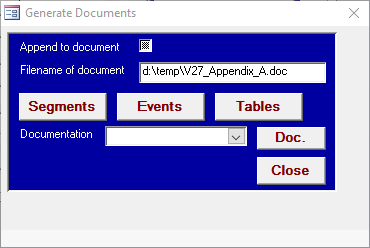 Generate Documents
Append to document
Filename of document d:\temp\V27_Appendix_A.doc
Segments Events Tables
Documentation Doc.
Close